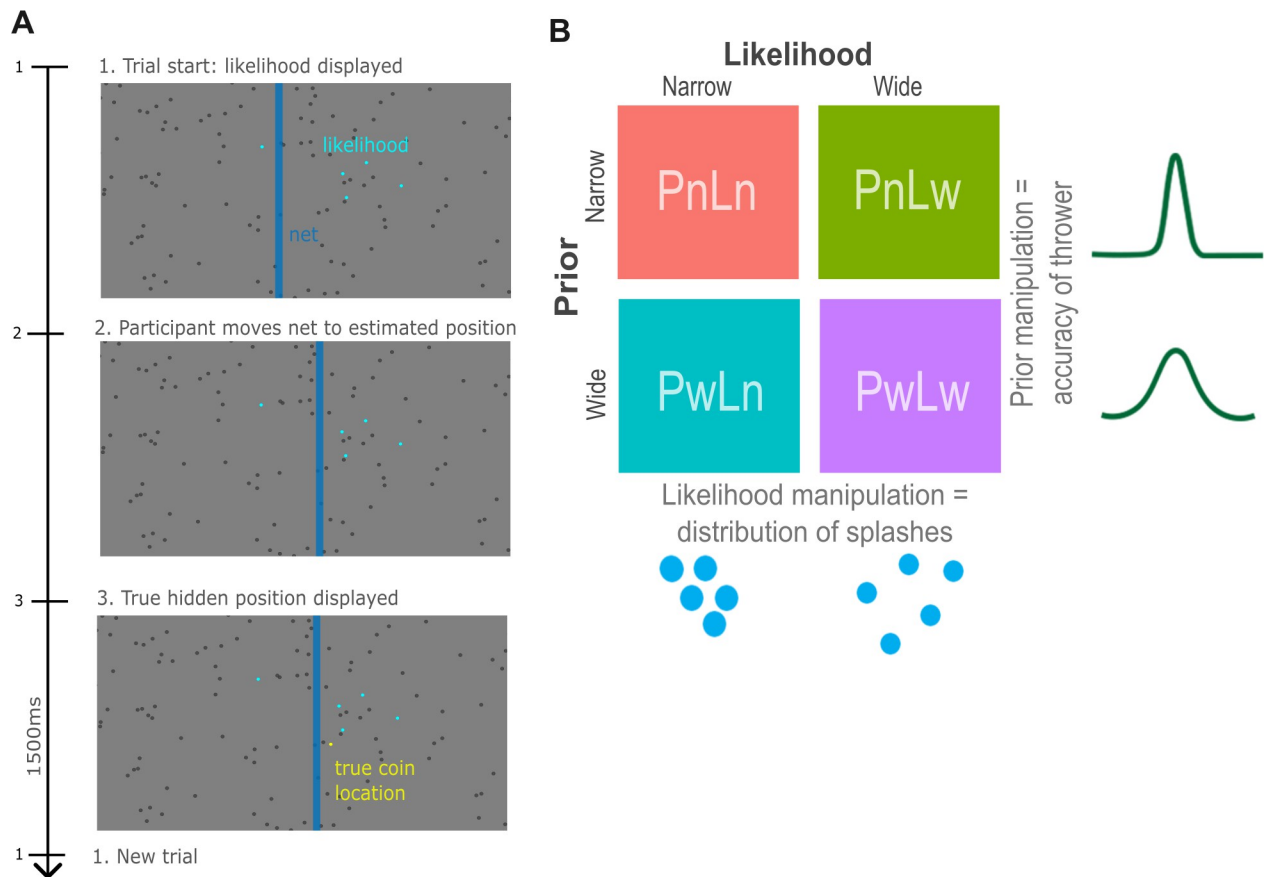 A
1
1. Trial start: likelihood displayed
likelihood
net
2
2. Participant moves net to estimated position
3
3. True hidden position displayed
true coin
location
1500ms
1
1. New trial
B
Likelihood
Narrow
Wide
Prior
Narrow
Wide
PnLn
PnLw
PwLn
PwLw
Prior manipulation =
accuracy of thrower
Likelihood manipulation =
distribution of splashes